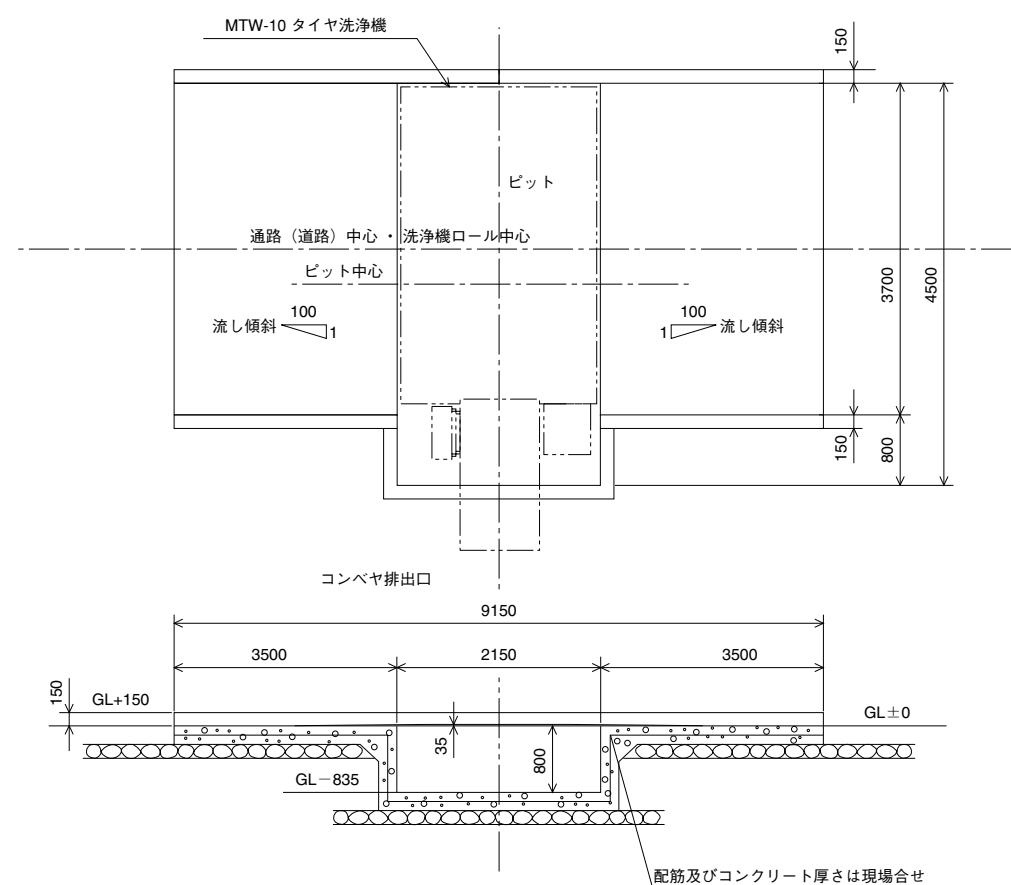 MTW-10 タイヤ洗浄機
150
ピット
通路（道路）中心 ・ 洗浄機ロール中心
ピット中心
3700
4500
100
流し傾斜
1
100
1
流し傾斜
150
800
コンベヤ排出口
9150
3500
2150
3500
150
GL+150
GL±0
35
800
GL−835
配筋及びコンクリート厚さは現場合せ